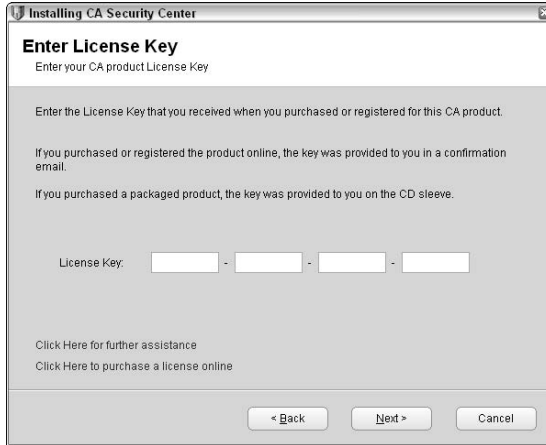 Installing CA Security Center
Enter License Key
Enter your CA product License Key
Enter the License Key that you received when you purchased or registered for this CA product.
If you purchased or registered the product online, the key was provided to you in a confirmation
email.
If you purchased a packaged product, the key was provided to you on the CD sleeve.
License Key: - - -
Click Here for further assistance
Click Here to purchase a license online
< Back Next > Cancel